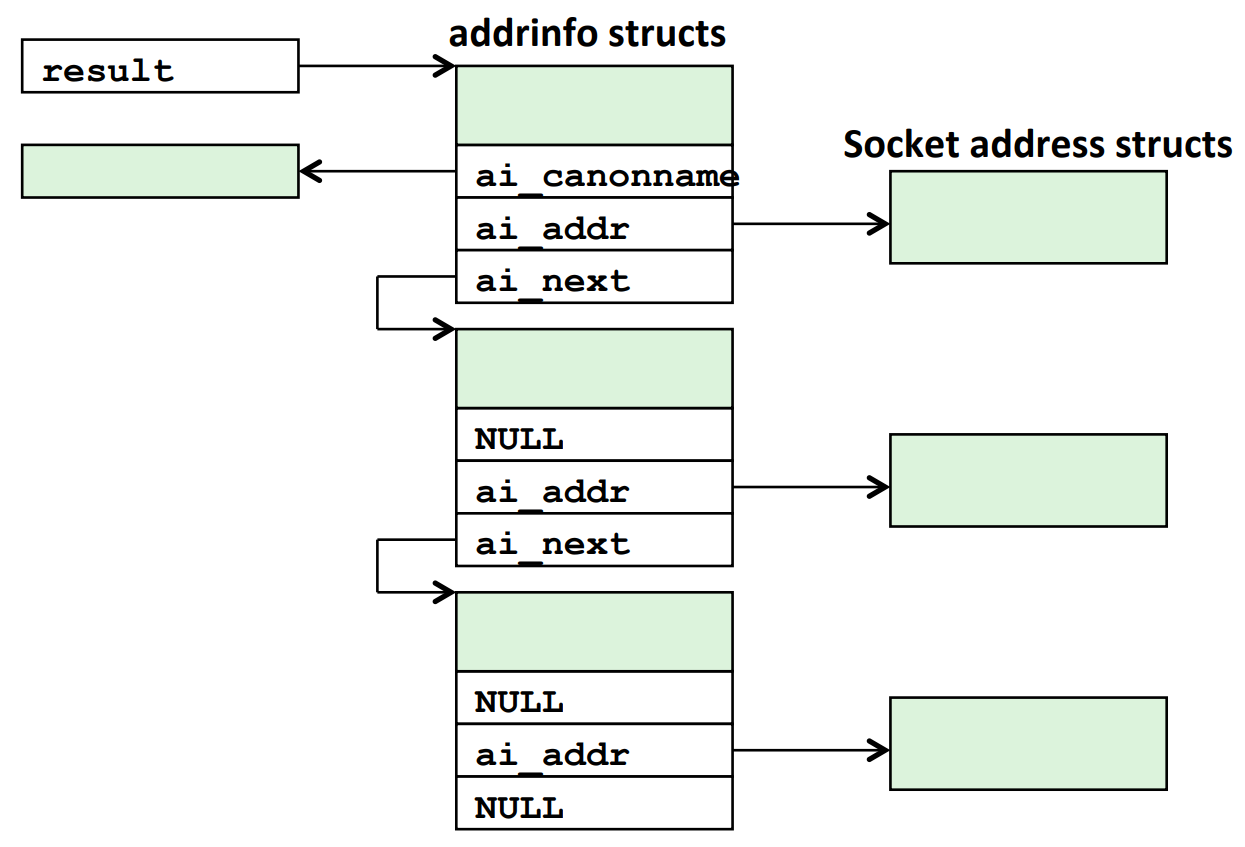 addrinfo structs
result
Socket address structs
ai_canonname
ai_addr
ai_next
NULL
ai_addr
ai_next
NULL
ai_addr
NULL